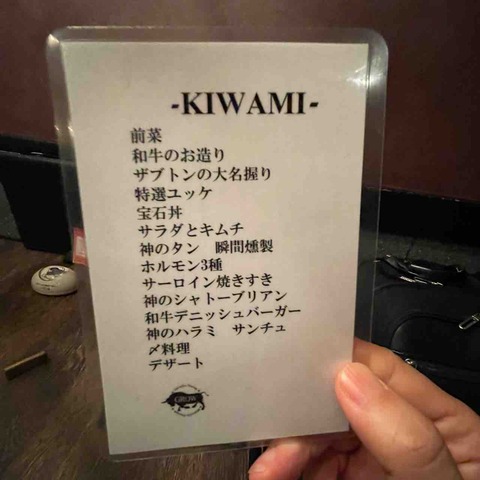 -KIWAMI-
前菜
和牛のお造り
ザブトンの大名握り
特選ユッケ
宝石丼
サラダとキムチ
神のタン　瞬間燻製
ホルモン3種
サーロイン焼きすき
神のシャトーブリアン
和牛デニッシュバーガー
神のハラミ　サンチュ
〆料理
デザート